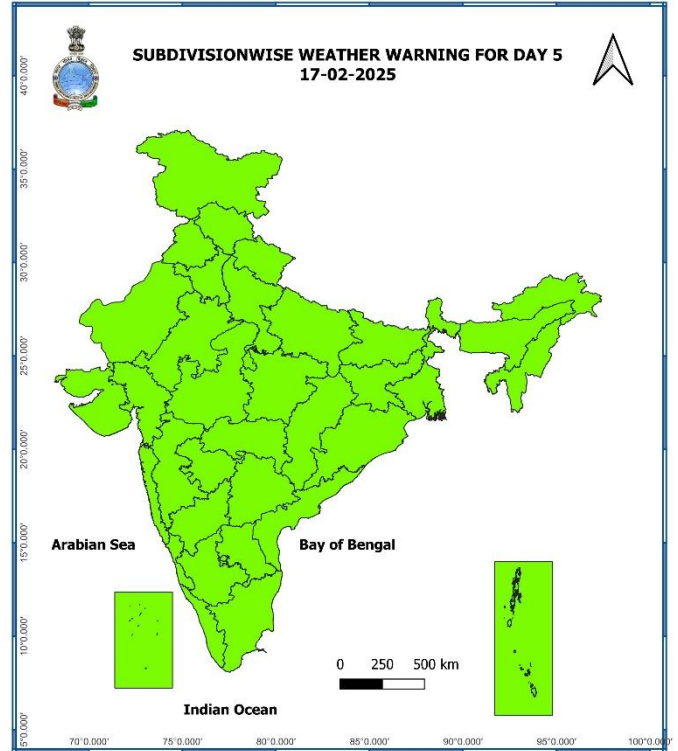 SUBDIVISIONWISE WEATHER WARNING FOR DAY 5
17-02-2025
40°0.000'
35°0.000'
30°0.000'
25°0.000'
20°0.000'
15°0.000'
10°0.000'
5°0.000'
Arabian Sea
Bay of Bengal
0 250 500 km
Indian Ocean
70°0.000' 75°0.000' 80°0.000' 85°0.000' 90°0.000' 95°0.000' 100°0.000'